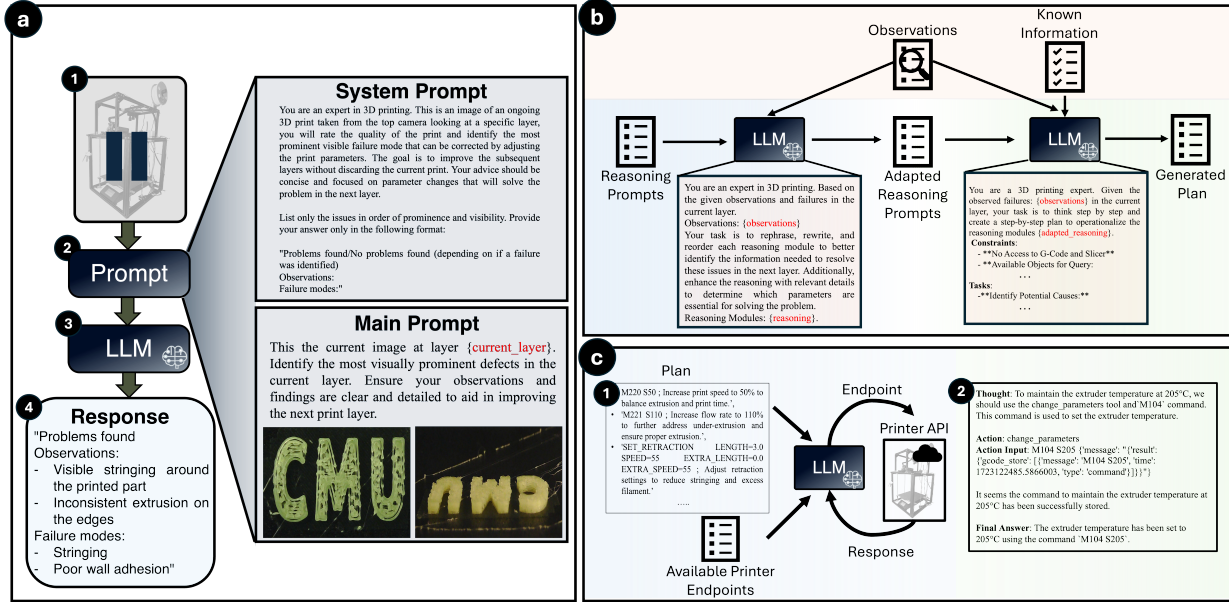 a
1
2
Prompt
3
LLM
4
Response
"Problems found
Observations:
- Visible stringing around
the printed part
- Inconsistent extrusion on
the edges
Failure modes:
- Stringing
- Poor wall adhesion"
System Prompt
You are an expert in 3D printing. This is an image of an ongoing
3D print taken from the top camera looking at a specific layer,
you will rate the quality of the print and identify the most
prominent visible failure mode that can be corrected by adjusting
the print parameters. The goal is to improve the subsequent
layers without discarding the current print. Your advice should be
concise and focused on parameter changes that will solve the
problem in the next layer.
List only the issues in order of prominence and visibility. Provide
your answer only in the following format:
"Problems found/No problems found (depending on if a failure
was identified)
Observations:
Failure modes:"
Main Prompt
This the current image at layer {current_layer}.
Identify the most visually prominent defects in the
current layer. Ensure your observations and
findings are clear and detailed to aid in improving
the next print layer.
CMU
CMU
b
Observations
Known
Information
LLM
LLM
Reasoning
Prompts
Adapted
Reasoning
Prompts
Generated
Plan
You are an expert in 3D printing. Based on
the given observations and failures in the
current layer.
Observations: {observations}
Your task is to rephrase, rewrite, and
reorder each reasoning module to better
identify the information needed to resolve
these issues in the next layer. Additionally,
enhance the reasoning with relevant details
to determine which parameters are
essential for solving the problem.
Reasoning Modules: {reasoning}.
You are a 3D printing expert. Given the
observed failures: {observations} in the current
layer, your task is to think step by step and
create a step-by-step plan to operationalize the
reasoning modules {adapted_reasoning}.
Constraints:
- **No Access to G-Code and Slicer**
- **Available Objects for Query:
...
Tasks:
-**Identify Potential Causes:**
...
c
Plan
1
M220 S50 ; Increase print speed to 50% to
balance extrusion and print time.',
• 'M221 S110 ; Increase flow rate to 110%
to further address under-extrusion and
ensure proper extrusion.',
• 'SET_RETRACTION LENGTH=3.0
SPEED=55 EXTRA_LENGTH=0.0
EXTRA_SPEED=55 ; Adjust retraction
settings to reduce stringing and excess
filament.'
.....
Available Printer
Endpoints
LLM
Endpoint
Printer API
Response
2
Thought: To maintain the extruder temperature at 205°C, we
should use the change_parameters tool and\`M104\` command.
This command is used to set the extruder temperature.
Action: change_parameters
Action Input: M104 S205 {'message': "{'result':
{'gcode_store': [{'message': 'M104 S205', 'time':
1723122485.5866003, 'type': 'command'}]}}"}
It seems the command to maintain the extruder temperature at
205°C has been successfully stored.
Final Answer: The extruder temperature has been set to
205°C using the command \`M104 S205\`.